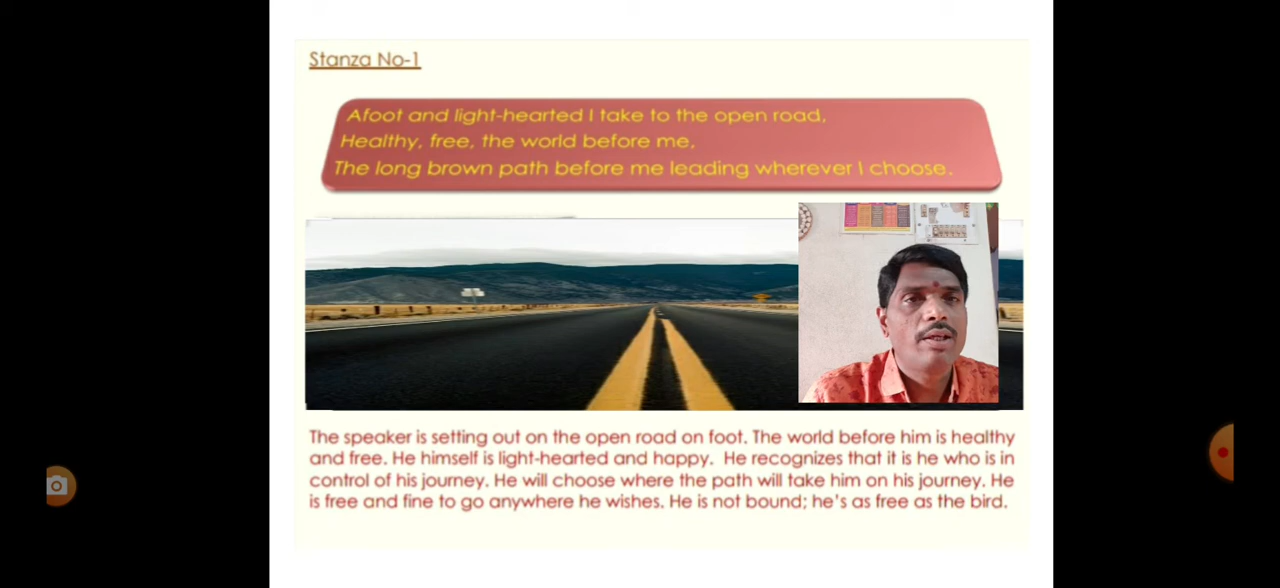 Stanza No-1
Afoot and light-hearted I take to the open road,
Healthy, free, the world before me,
The long brown path before me leading wherever I choose.
The speaker is setting out on the open road on foot. The world before him is healthy
and free. He himself is light-hearted and happy. He recognizes that it is he who is in
control of his journey. He will choose where the path will take him on his journey. He
is free and fine to go anywhere he wishes. He is not bound; he's as free as the bird.